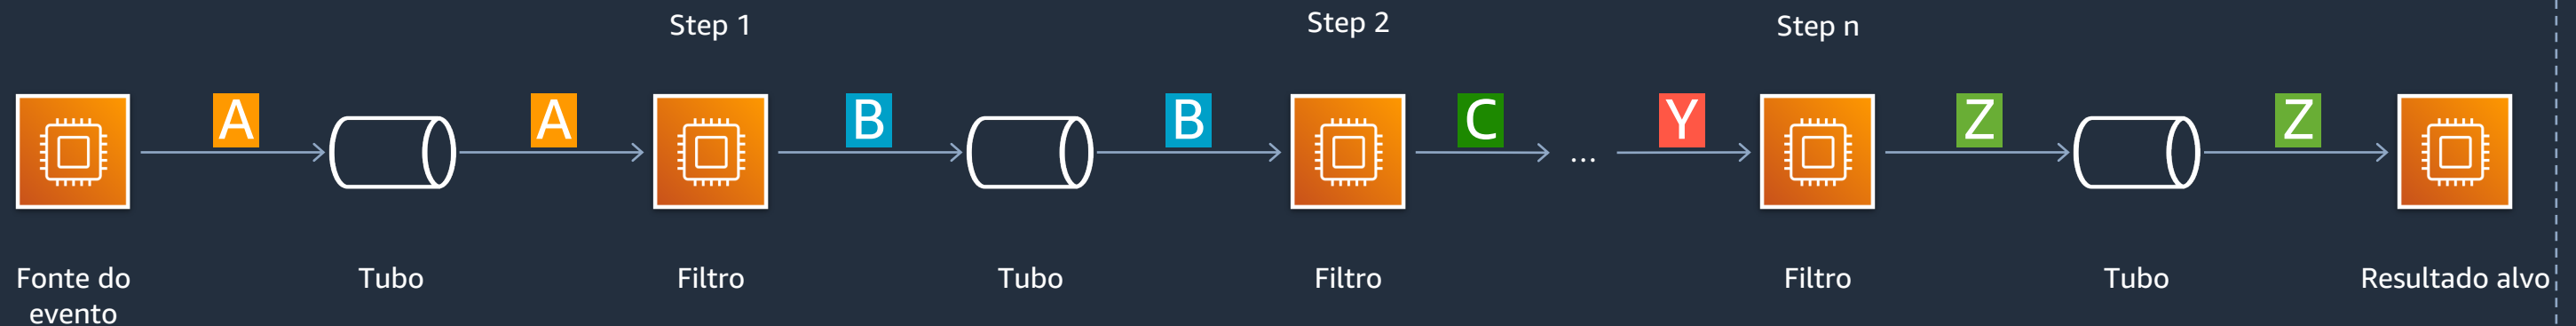 Step 1
Step 2
Step n
A
A
B
B
C
...
Y
Z
Z
Fonte do
evento
Tubo
Filtro
Tubo
Filtro
Filtro
Tubo
Resultado alvo